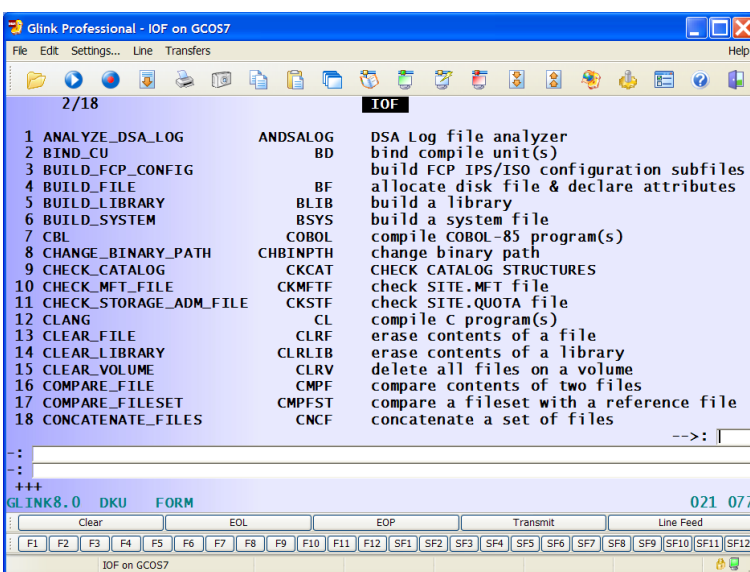 Glink Professional - IOF on GCOS7
File Edit Settings... Line Transfers Help
2/18 IOF
1 ANALYZE_DSA_LOG ANDSALOG DSA Log file analyzer
2 BIND_CU BD bind compile unit(s)
3 BUILD_FCP_CONFIG build FCP IPS/ISO configuration subfiles
4 BUILD_FILE BF allocate disk file & declare attributes
5 BUILD_LIBRARY BLIB build a library
6 BUILD_SYSTEM BSYS build a system file
7 CBL COBOL compile COBOL-85 program(s)
8 CHANGE_BINARY_PATH CHBINPTH change binary path
9 CHECK_CATALOG CKCAT CHECK CATALOG STRUCTURES
10 CHECK_MFT_FILE CKMFTF check SITE.MFT file
11 CHECK_STORAGE_ADM_FILE CKSTF check SITE.QUOTA file
12 CLANG CL compile C program(s)
13 CLEAR_FILE CLRF erase contents of a file
14 CLEAR_LIBRARY CLRLIB erase contents of a library
15 CLEAR_VOLUME CLRV delete all files on a volume
16 COMPARE_FILE CMPF compare contents of two files
17 COMPARE_FILESET CMPFST compare a fileset with a reference file
18 CONCATENATE_FILES CNCF concatenate a set of files
-->:
-:
-:
+++
GLINK8.0 DKU FORM 021 077
Clear EOL EOP Transmit Line Feed
F1 F2 F3 F4 F5 F6 F7 F8 F9 F10 F11 F12 SF1 SF2 SF3 SF4 SF5 SF6 SF7 SF8 SF9 SF10 SF11 SF12
IOF on GCOS7